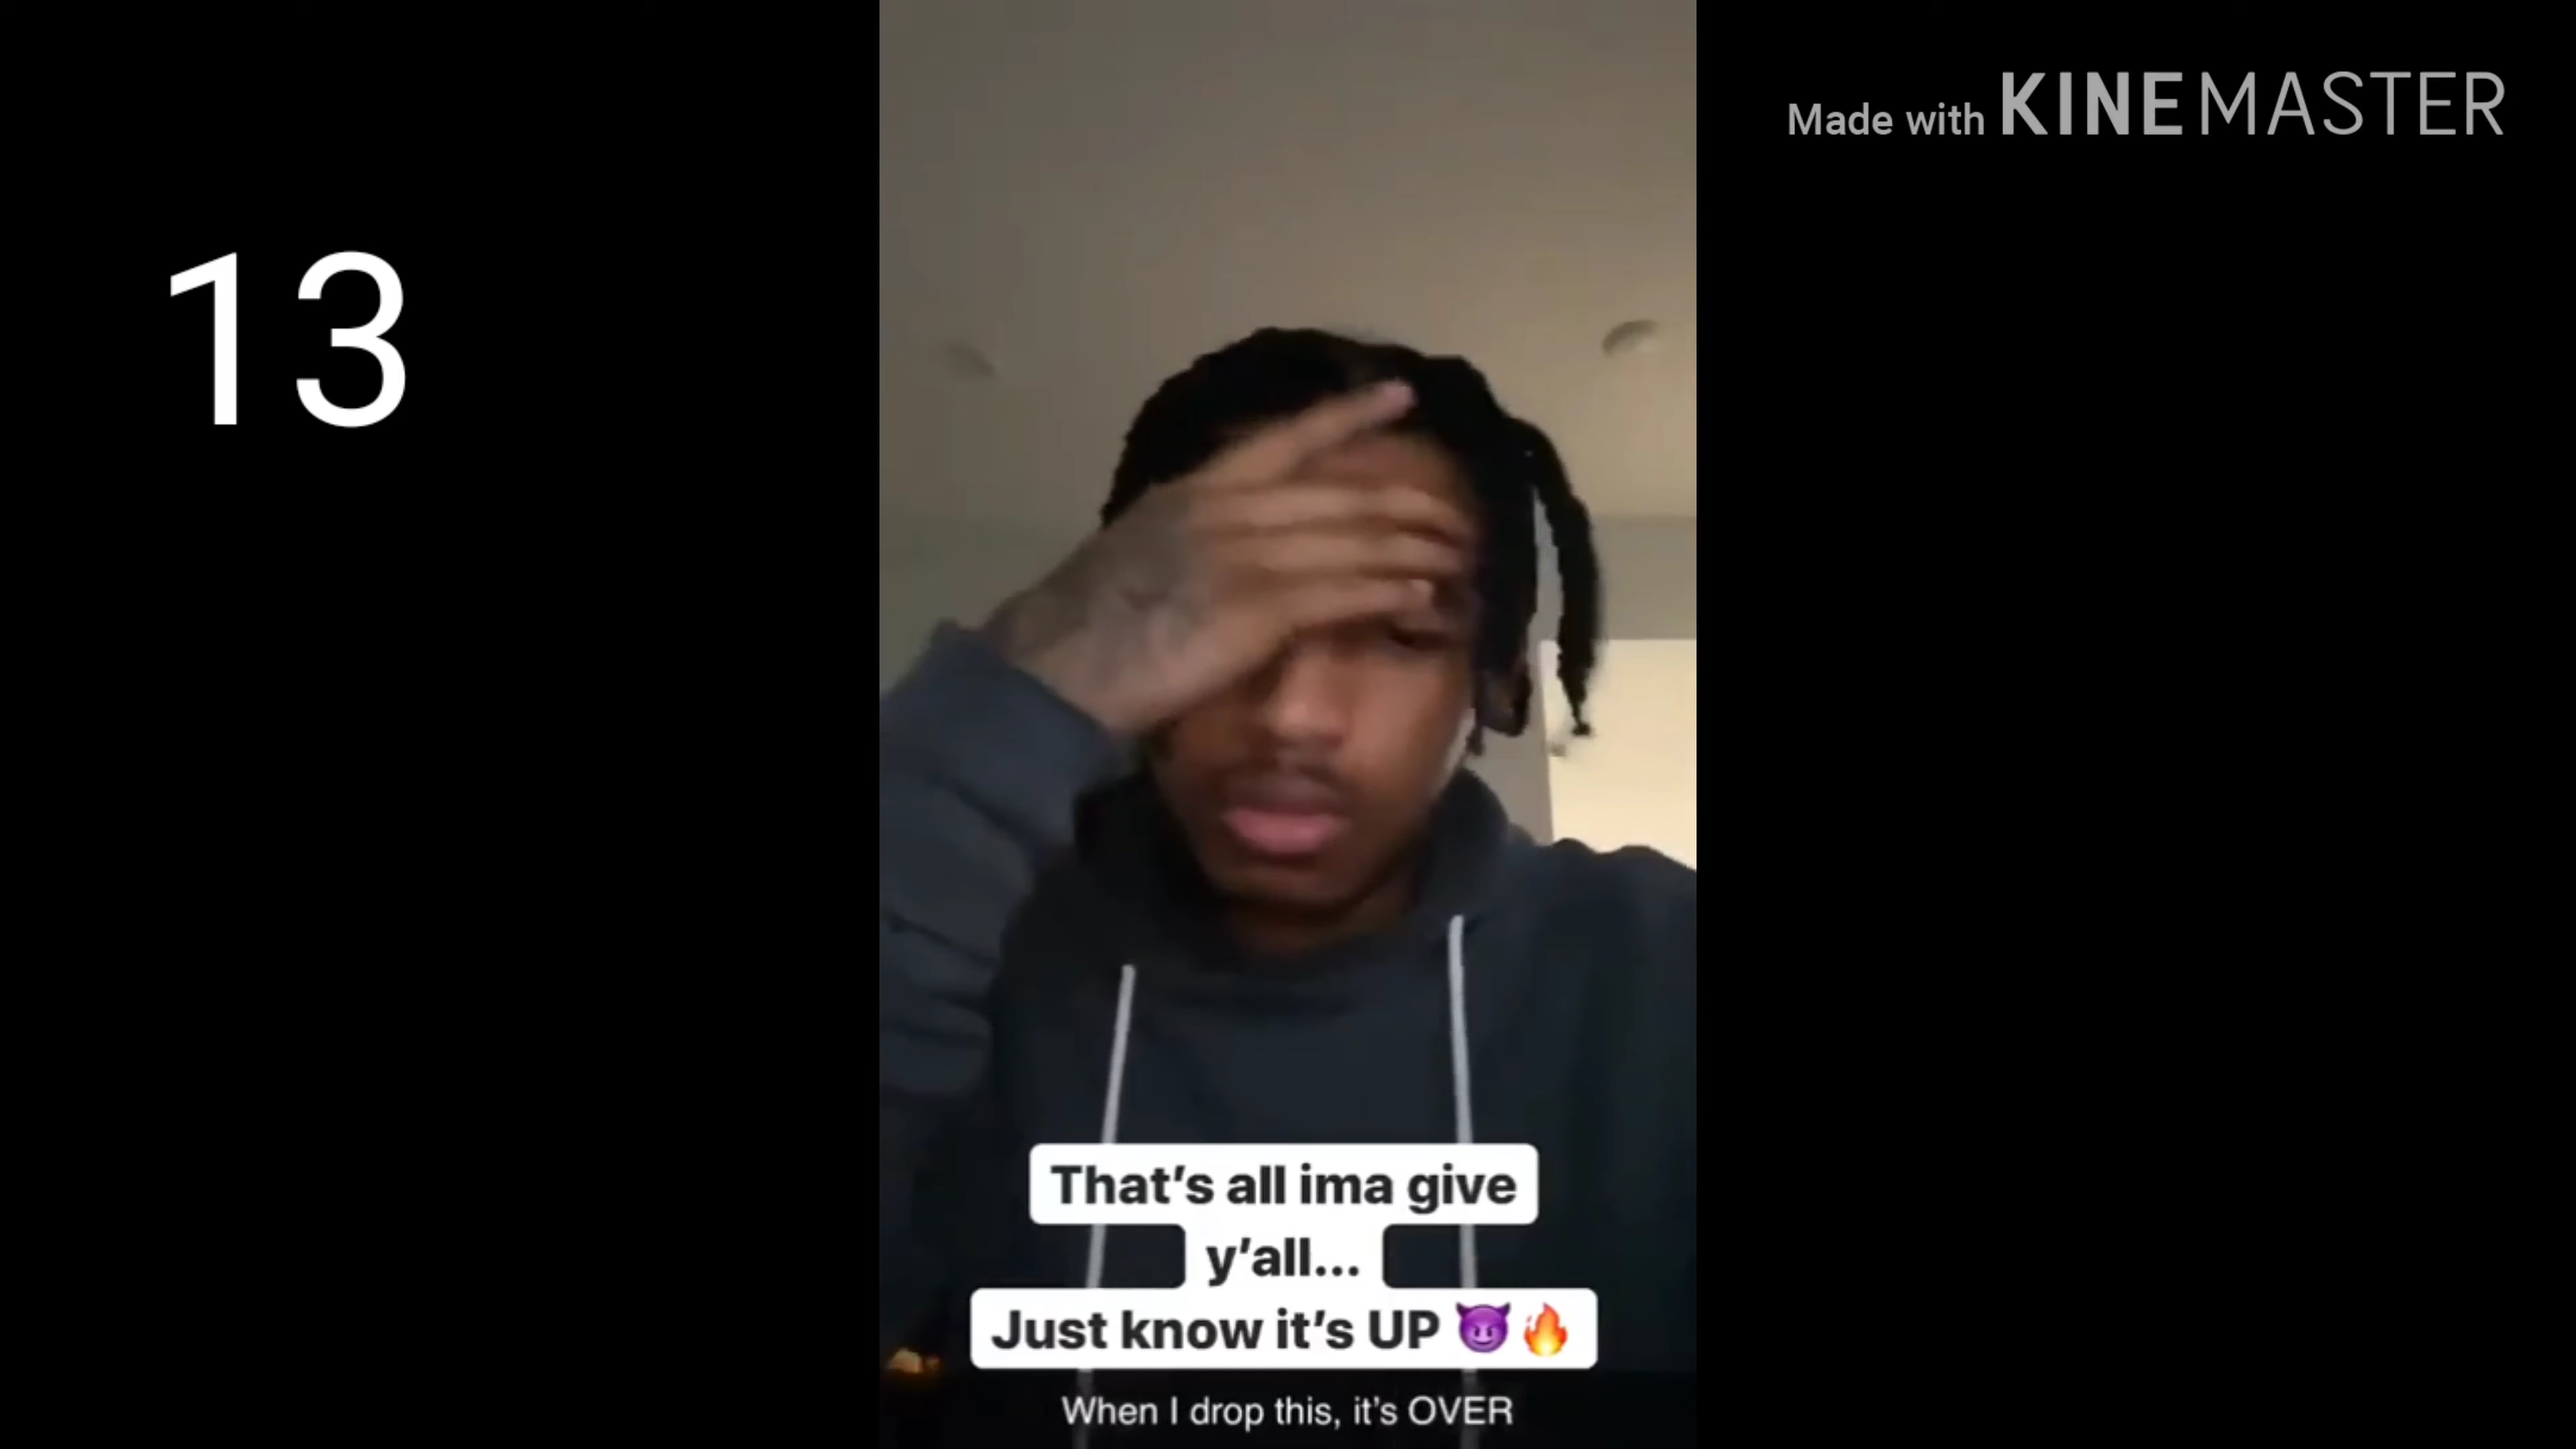 Made with KINEMASTER
13
That’s all ima give
y’all...
Just know it’s UP 😈🔥
When I drop this, it’s OVER